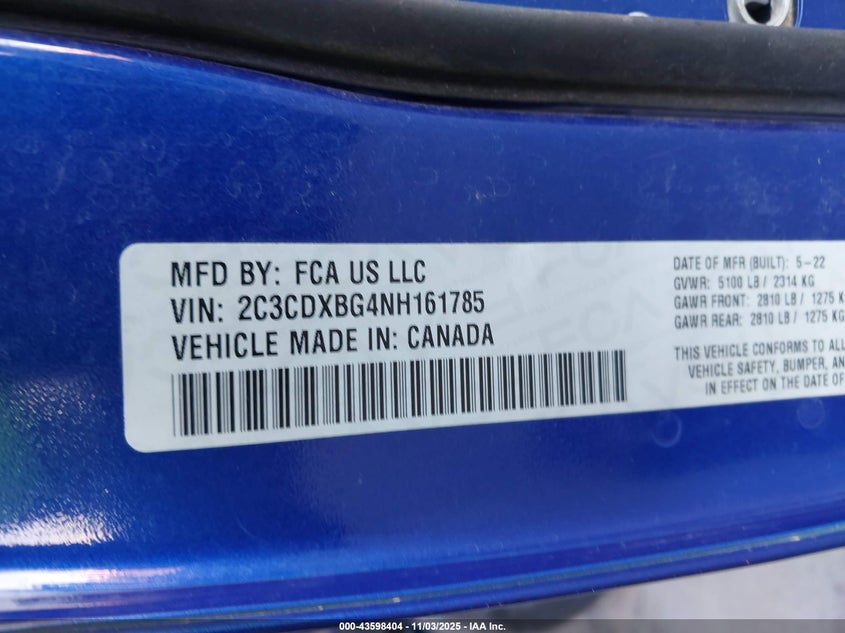 MFD BY: FCA US LLC
VIN: 2C3CDXBG4NH161785
VEHICLE MADE IN: CANADA
DATE OF MFR (BUILT): 5-22
GVWR: 5100 LB / 2314 KG
GAWR FRONT: 2810 LB / 1275 K
GAWR REAR: 2810 LB / 1275 KG
THIS VEHICLE CONFORMS TO ALL
VEHICLE SAFETY, BUMPER, AN
IN EFFECT ON THE DATE OF
000-43598404 | 11/03/2025 | IAA Inc.